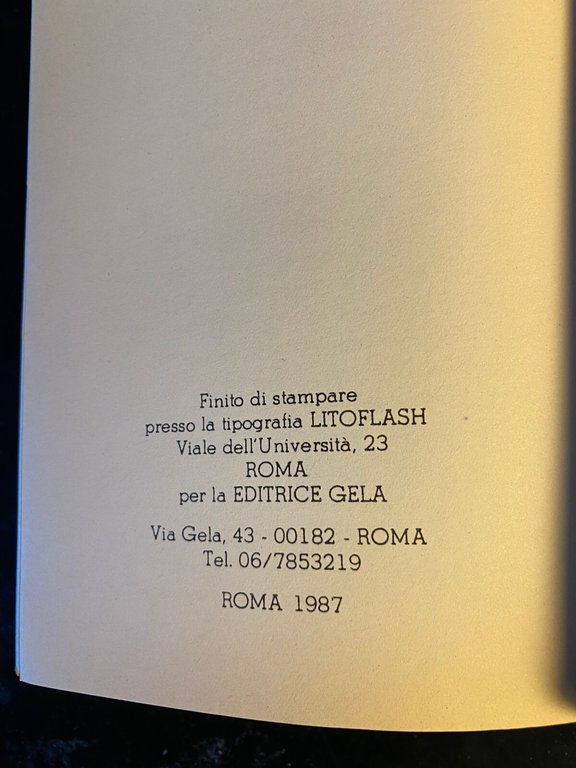 Finito di stampare
presso la tipografia LITOFLASH
Viale dell'Università, 23
ROMA
per la EDITRICE GELA
Via Gela, 43 - 00182 - ROMA
Tel. 06/7853219
ROMA 1987